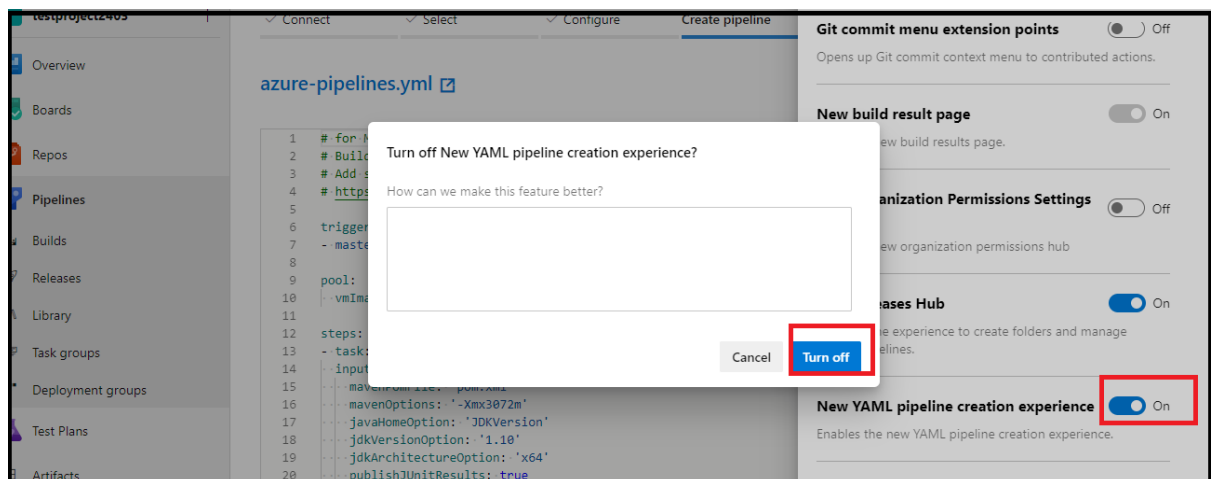 testproject2403
Overview
Boards
Repos
Pipelines
Builds
Releases
Library
Task groups
Deployment groups
Test Plans
Artifacts
Connect
Select
Configure
Create pipeline
azure-pipelines.yml
1 # for M
2 # Build
3 # Add s
4 # https
5
6 trigger
7 - maste
8
9 pool:
10 vmIma
11
12 steps:
13 - task:
14 input
15 mavenPomFile: 'pom.xml'
16 mavenOptions: '-Xmx3072m'
17 javaHomeOption: 'JDKVersion'
18 jdkVersionOption: '1.10'
19 jdkArchitectureOption: 'x64'
20 publishJUnitResults: true
Turn off New YAML pipeline creation experience?
How can we make this feature better?
Cancel
Turn off
Git commit menu extension points
Off
Opens up Git commit context menu to contributed actions.
New build result page
On
ew build results page.
anization Permissions Settings
Off
ew organization permissions hub
eases Hub
On
e experience to create folders and manage
elines.
New YAML pipeline creation experience
On
Enables the new YAML pipeline creation experience.